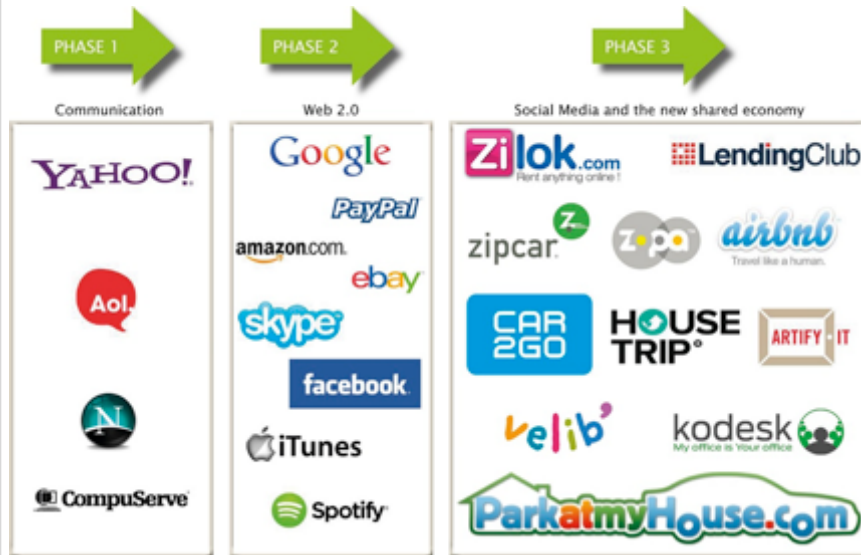 PHASE 1
PHASE 2
PHASE 3
Communication
Web 2.0
Social Media and the new shared economy
YAHOO!
Aol.
N
CompuServe
Google
PayPal
amazon.com.
ebay
skype
facebook.
iTunes
Spotify
Zilok.com
Rent anything online !
LendingClub
zipcar.
Z
zopa
airbnb
Travel like a human.
CAR
2GO
HOUSE
TRIP
ARTIFY IT
velib'
kodesk
My office is Your office
ParkatmyHouse.com